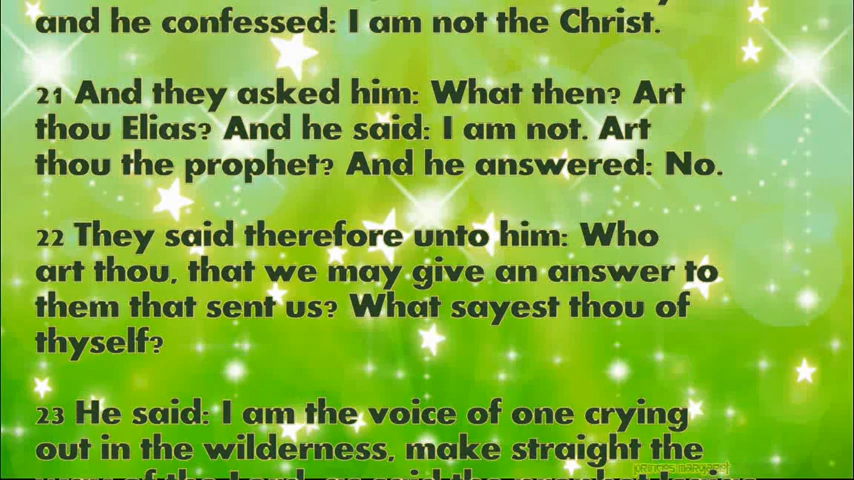 and he confessed: I am not the Christ.
21 And they asked him: What then? Art
thou Elias? And he said: I am not. Art
thou the prophet? And he answered: No.
22 They said therefore unto him: Who
art thou, that we may give an answer to
them that sent us? What sayest thou of
thyself?
23 He said: I am the voice of one crying
out in the wilderness, make straight the